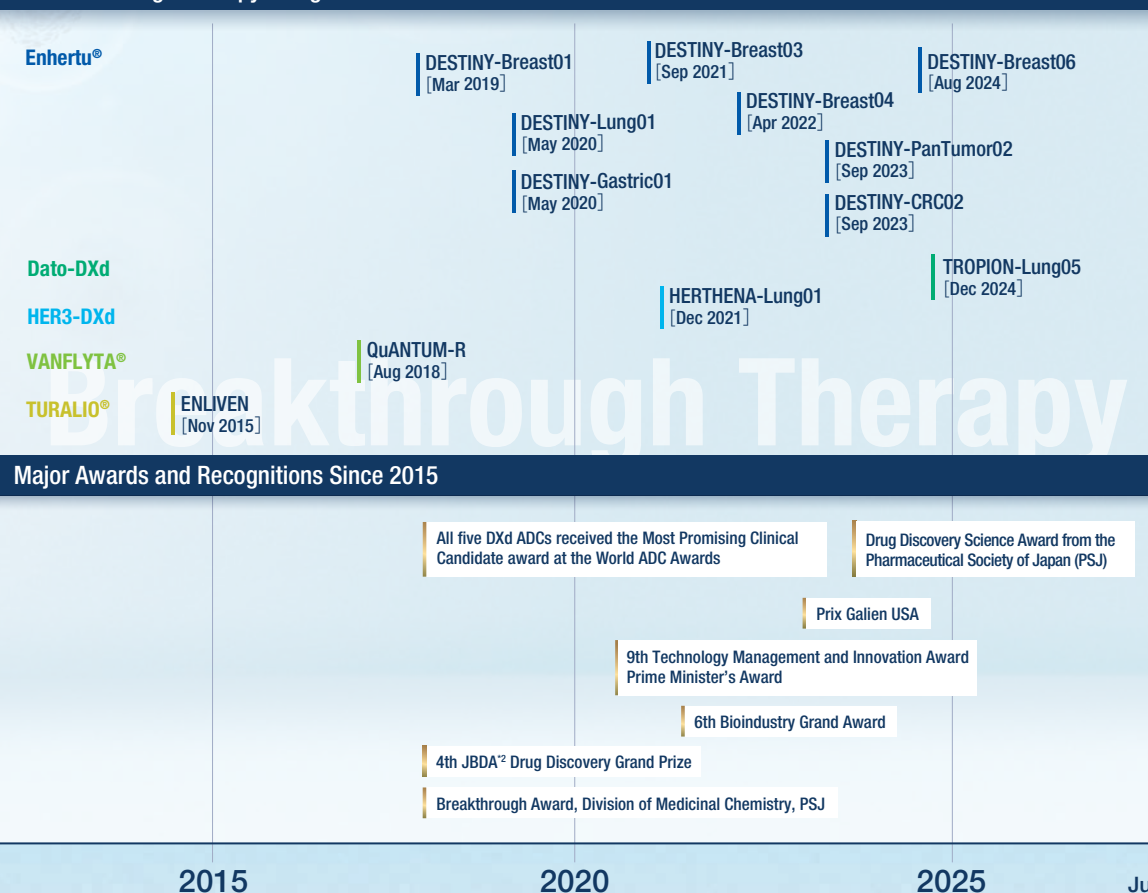 Enhertu®
DESTINY-Breast01
[Mar 2019]
DESTINY-Breast03
[Sep 2021]
DESTINY-Breast06
[Aug 2024]
DESTINY-Breast04
[Apr 2022]
DESTINY-Lung01
[May 2020]
DESTINY-PanTumor02
[Sep 2023]
DESTINY-Gastric01
[May 2020]
DESTINY-CRC02
[Sep 2023]
Dato-DXd
TROPION-Lung05
[Dec 2024]
HER3-DXd
HERTHENA-Lung01
[Dec 2021]
VANFLYTA®
QuANTUM-R
[Aug 2018]
TURALIO®
ENLIVEN
[Nov 2015]
Breakthrough Therapy
Major Awards and Recognitions Since 2015
All five DXd ADCs received the Most Promising Clinical
Candidate award at the World ADC Awards
Drug Discovery Science Award from the
Pharmaceutical Society of Japan (PSJ)
Prix Galien USA
9th Technology Management and Innovation Award
Prime Minister's Award
6th Bioindustry Grand Award
4th JBDA*2 Drug Discovery Grand Prize
Breakthrough Award, Division of Medicinal Chemistry, PSJ
2015
2020
2025